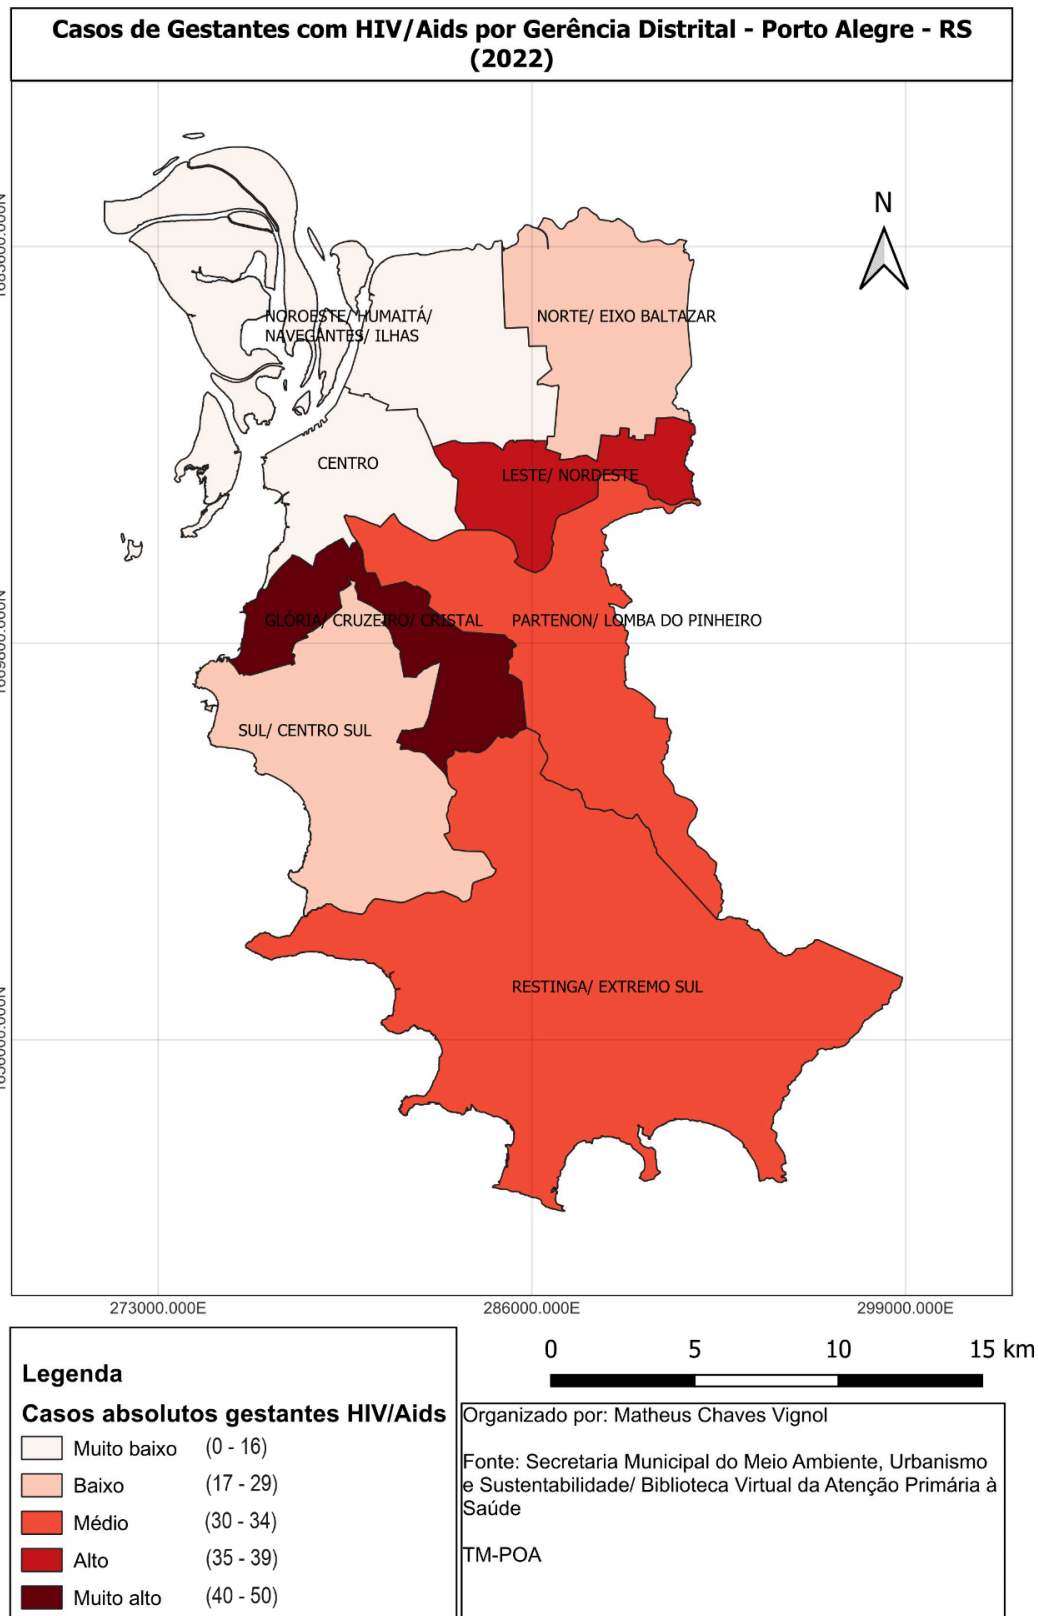 Casos de Gestantes com HIV/Aids por Gerência Distrital - Porto Alegre - RS
(2022)
N
NOROESTE/ HUMAITÁ/
NAVEGANTES/ ILHAS
NORTE/ EIXO BALTAZAR
CENTRO
LESTE/ NORDESTE
GLÓRIA/ CRUZEIRO/ CRISTAL
PARTENON/ LOMBA DO PINHEIRO
SUL/ CENTRO SUL
RESTINGA/ EXTREMO SUL
273000.000E
286000.000E
299000.000E
0 5 10 15 km
Legenda
Casos absolutos gestantes HIV/Aids
Muito baixo (0 - 16)
Baixo (17 - 29)
Médio (30 - 34)
Alto (35 - 39)
Muito alto (40 - 50)
Organizado por: Matheus Chaves Vignol
Fonte: Secretaria Municipal do Meio Ambiente, Urbanismo
e Sustentabilidade/ Biblioteca Virtual da Atenção Primária à
Saúde
TM-POA